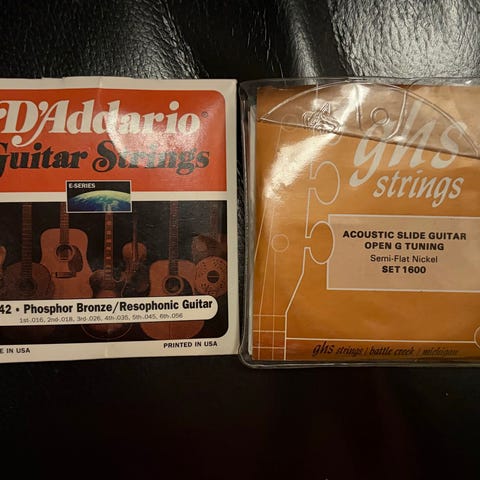 D'Addario®
Guitar Strings
E-SERIES
42 • Phosphor Bronze/Resophonic Guitar
1st-.016, 2nd-.018, 3rd-.026, 4th-.035, 5th-.045, 6th-.056
E IN USA
PRINTED IN USA
ghs
strings
ACOUSTIC SLIDE GUITAR
OPEN G TUNING
Semi-Flat Nickel
SET 1600
ghs strings / battle creek / michigan